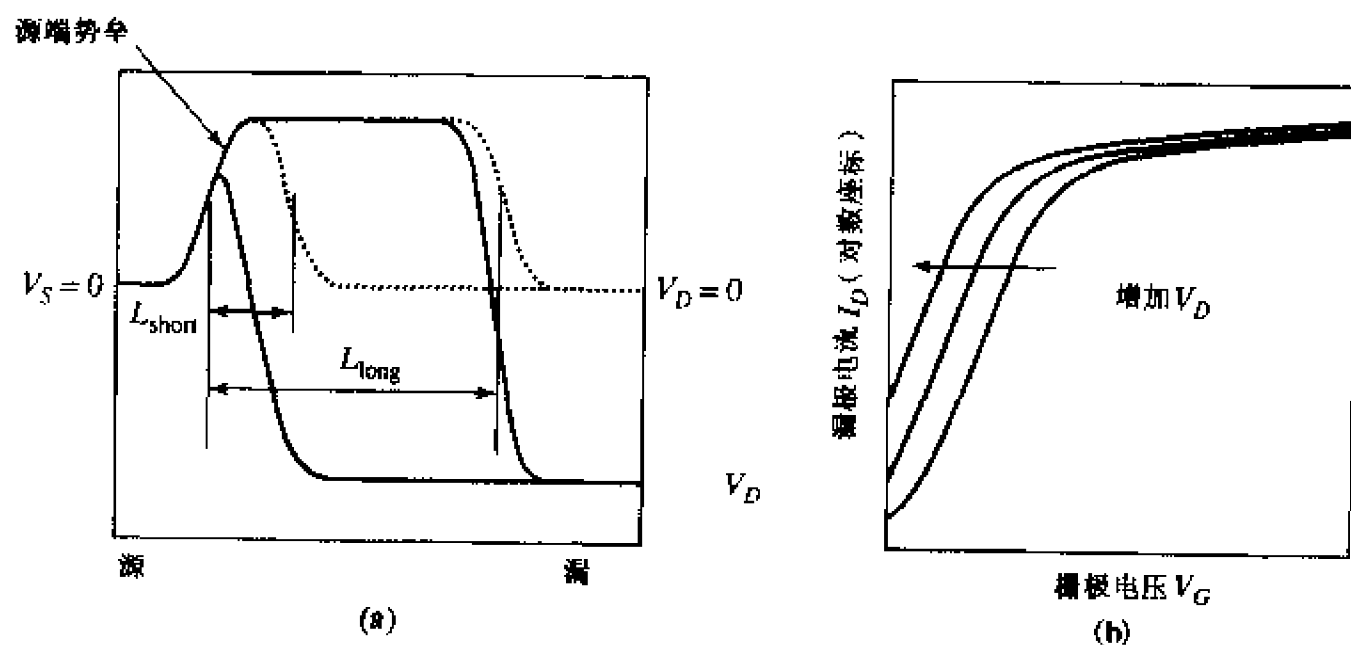 源端势垒
V_S = 0
V_D = 0
L_short
L_long
V_D
源
漏
(a)
漏极电流 I_D (对数座标)
增加 V_D
栅极电压 V_G
(b)